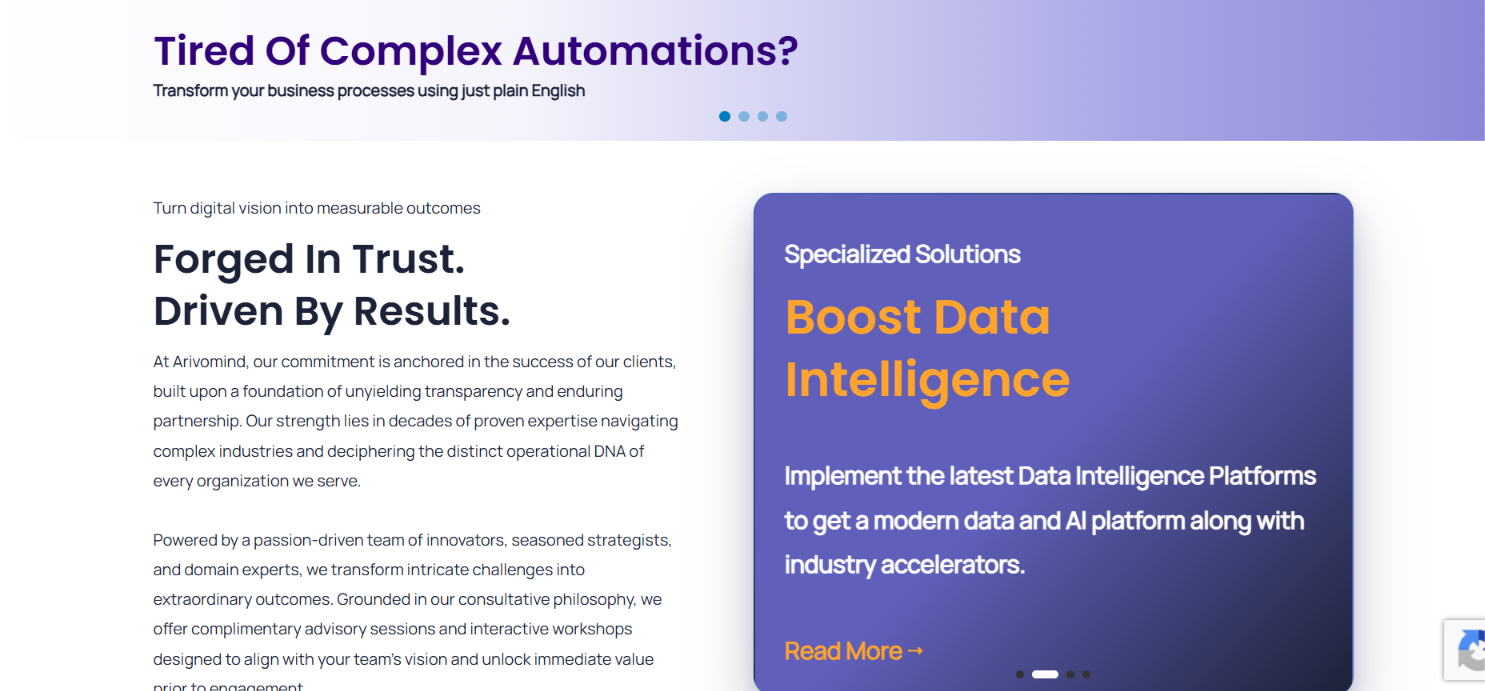 Tired Of Complex Automations?
Transform your business processes using just plain English
Turn digital vision into measurable outcomes
Forged In Trust.
Driven By Results.
At Arivomind, our commitment is anchored in the success of our clients,
built upon a foundation of unyielding transparency and enduring
partnership. Our strength lies in decades of proven expertise navigating
complex industries and deciphering the distinct operational DNA of
every organization we serve.
Powered by a passion-driven team of innovators, seasoned strategists,
and domain experts, we transform intricate challenges into
extraordinary outcomes. Grounded in our consultative philosophy, we
offer complimentary advisory sessions and interactive workshops
designed to align with your team's vision and unlock immediate value
prior to engagement.
Specialized Solutions
Boost Data
Intelligence
Implement the latest Data Intelligence Platforms
to get a modern data and AI platform along with
industry accelerators.
Read More →